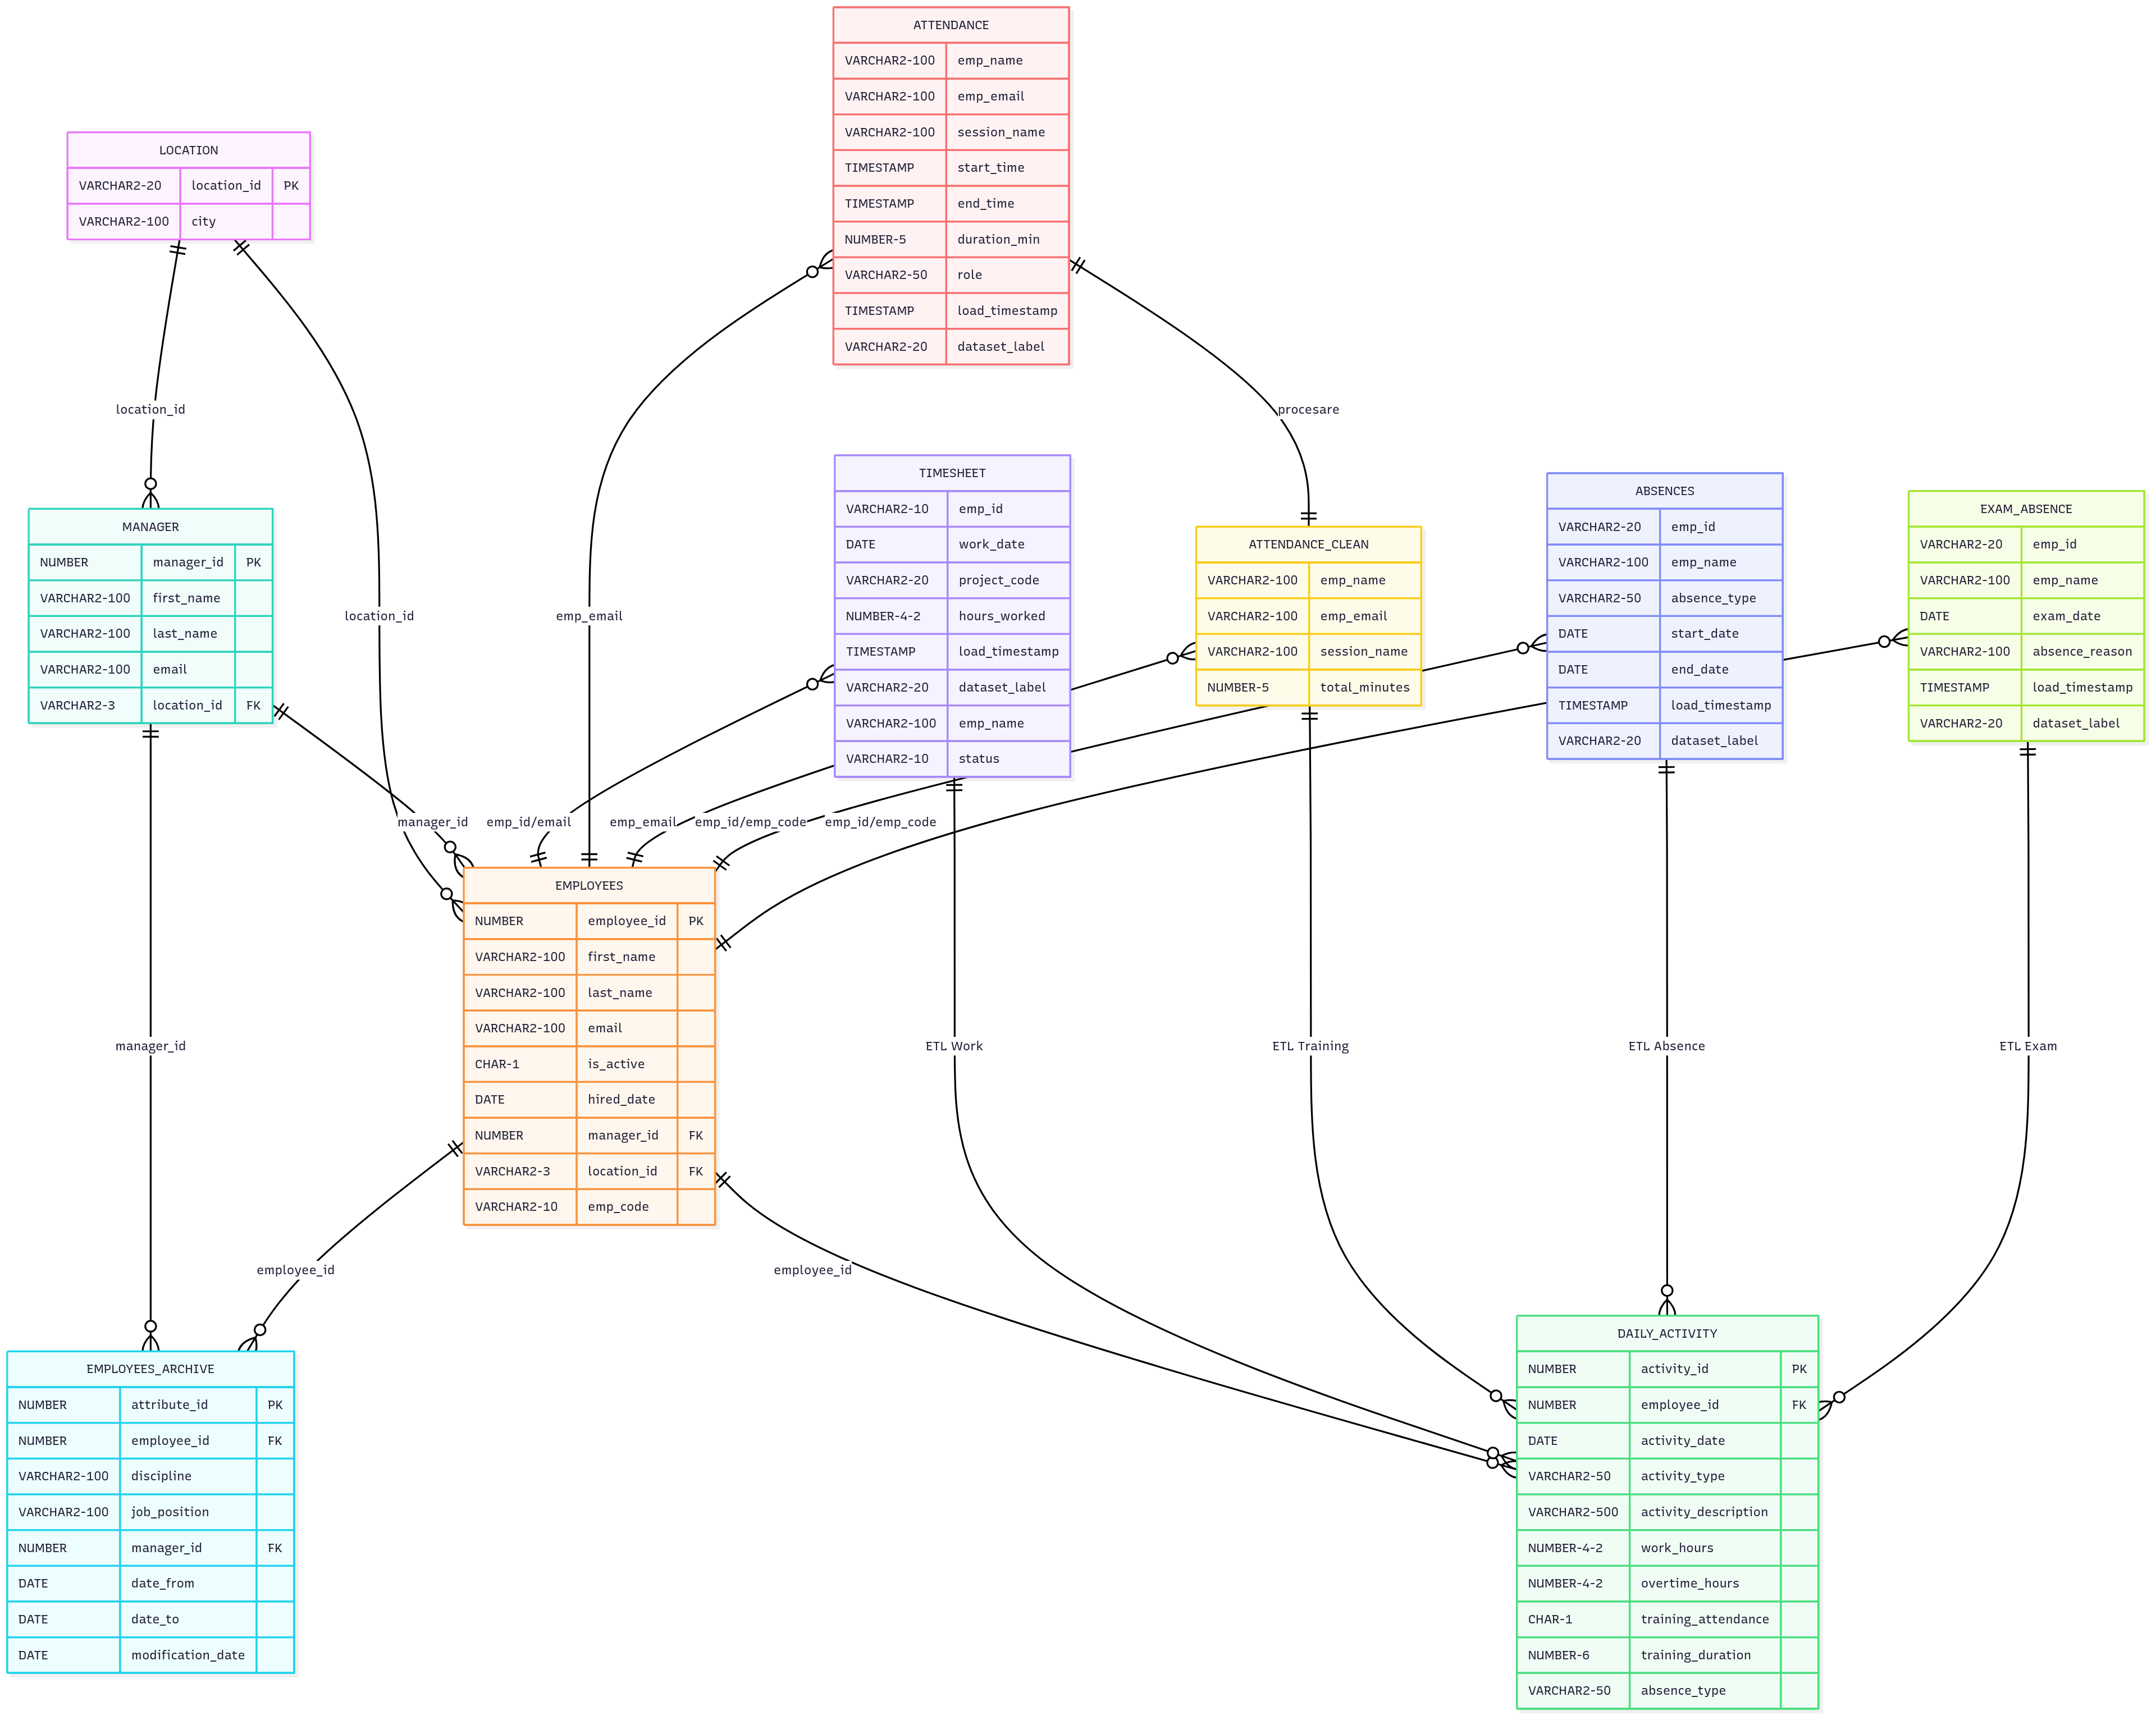 ATTENDANCE
VARCHAR2-100 emp_name
VARCHAR2-100 emp_email
VARCHAR2-100 session_name
TIMESTAMP start_time
TIMESTAMP end_time
NUMBER-5 duration_min
VARCHAR2-50 role
TIMESTAMP load_timestamp
VARCHAR2-20 dataset_label
LOCATION
VARCHAR2-20 location_id PK
VARCHAR2-100 city
location_id
procesare
MANAGER
NUMBER manager_id PK
VARCHAR2-100 first_name
VARCHAR2-100 last_name
VARCHAR2-100 email
VARCHAR2-3 location_id FK
location_id
emp_email
TIMESHEET
VARCHAR2-10 emp_id
DATE work_date
VARCHAR2-20 project_code
NUMBER-4-2 hours_worked
TIMESTAMP load_timestamp
VARCHAR2-20 dataset_label
VARCHAR2-100 emp_name
VARCHAR2-10 status
ATTENDANCE_CLEAN
VARCHAR2-100 emp_name
VARCHAR2-100 emp_email
VARCHAR2-100 session_name
NUMBER-5 total_minutes
ABSENCES
VARCHAR2-20 emp_id
VARCHAR2-100 emp_name
VARCHAR2-50 absence_type
DATE start_date
DATE end_date
TIMESTAMP load_timestamp
VARCHAR2-20 dataset_label
EXAM_ABSENCE
VARCHAR2-20 emp_id
VARCHAR2-100 emp_name
DATE exam_date
VARCHAR2-100 absence_reason
TIMESTAMP load_timestamp
VARCHAR2-20 dataset_label
manager_id emp_id/email emp_email emp_id/emp_code emp_id/emp_code
EMPLOYEES
NUMBER employee_id PK
VARCHAR2-100 first_name
VARCHAR2-100 last_name
VARCHAR2-100 email
CHAR-1 is_active
DATE hired_date
NUMBER manager_id FK
VARCHAR2-3 location_id FK
VARCHAR2-10 emp_code
manager_id
ETL Work
ETL Training
ETL Absence
ETL Exam
employee_id
employee_id
EMPLOYEES_ARCHIVE
NUMBER attribute_id PK
NUMBER employee_id FK
VARCHAR2-100 discipline
VARCHAR2-100 job_position
NUMBER manager_id FK
DATE date_from
DATE date_to
DATE modification_date
DAILY_ACTIVITY
NUMBER activity_id PK
NUMBER employee_id FK
DATE activity_date
VARCHAR2-50 activity_type
VARCHAR2-500 activity_description
NUMBER-4-2 work_hours
NUMBER-4-2 overtime_hours
CHAR-1 training_attendance
NUMBER-6 training_duration
VARCHAR2-50 absence_type